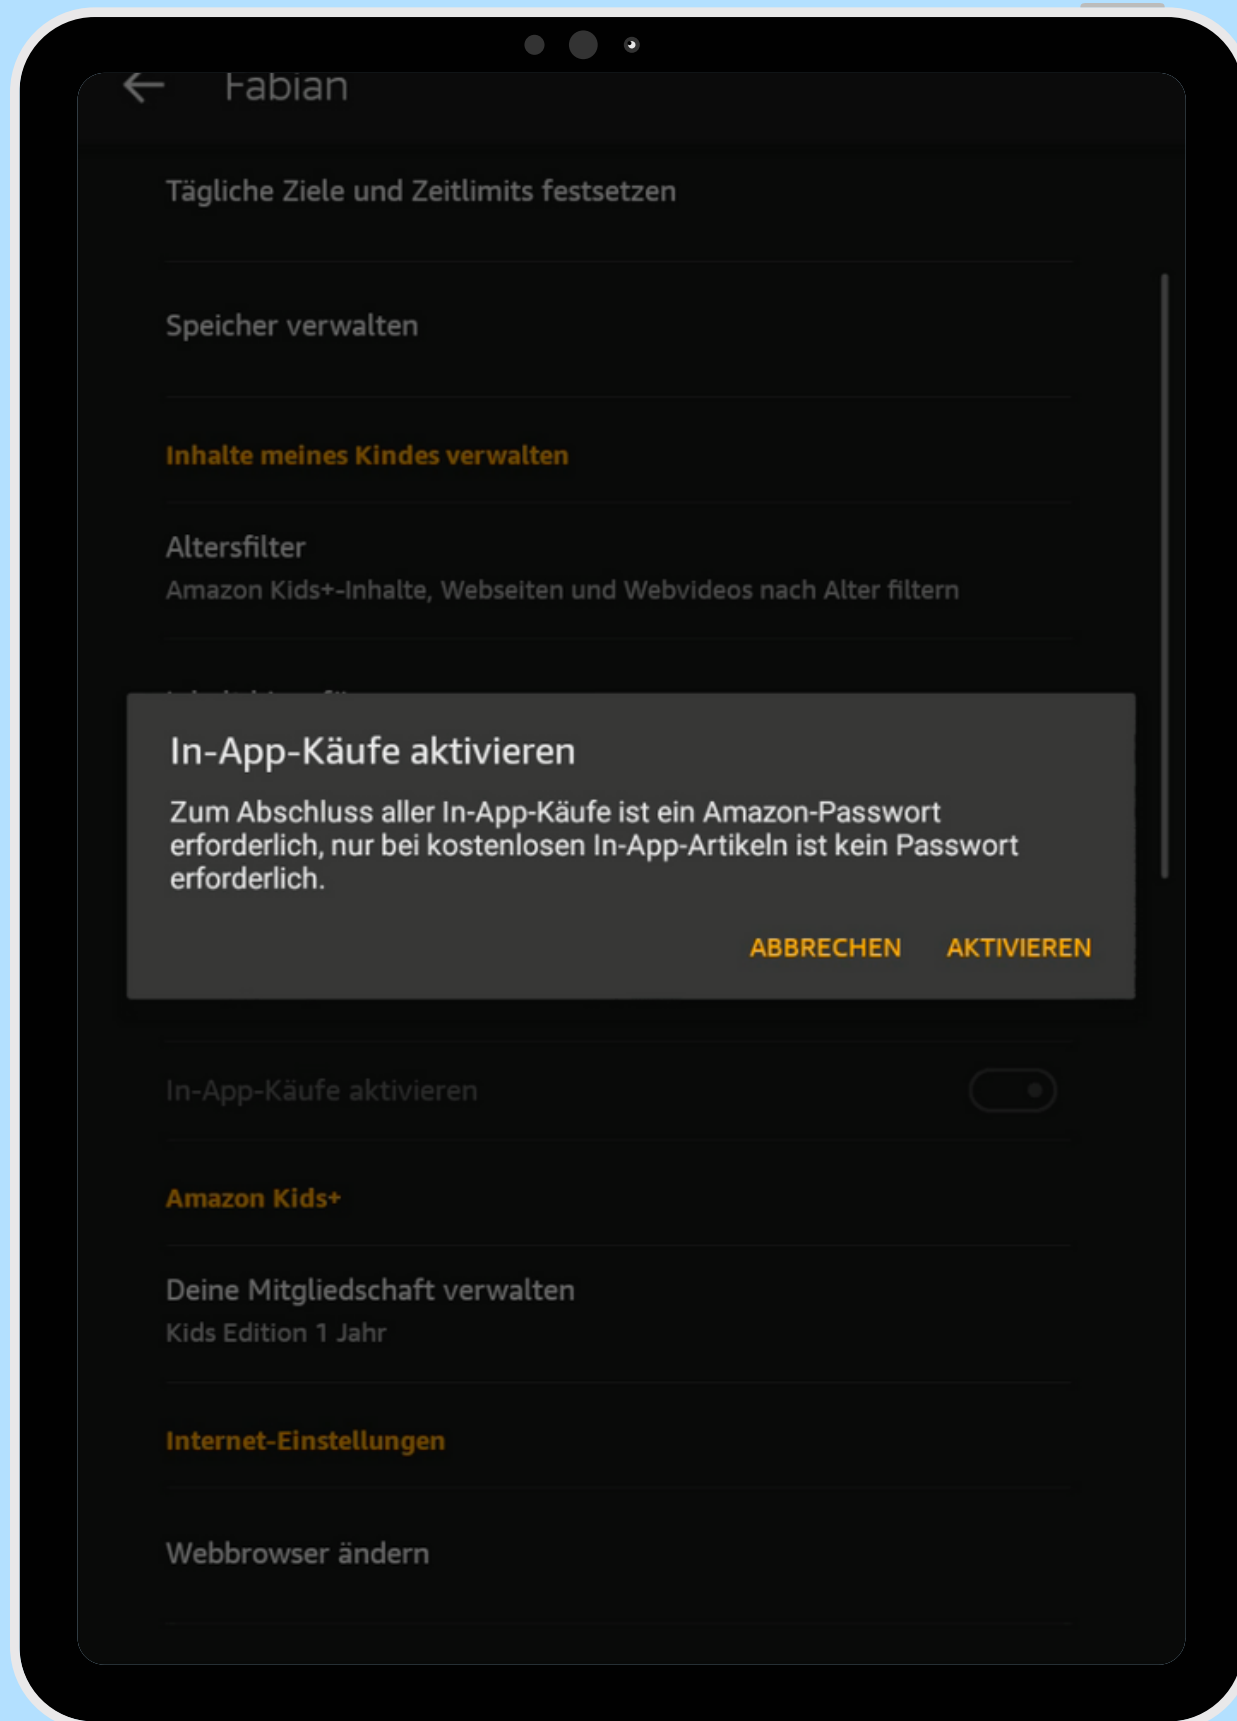 Fabian
Tägliche Ziele und Zeitlimits festsetzen
Speicher verwalten
Inhalte meines Kindes verwalten
Altersfilter
Amazon Kids+-Inhalte, Webseiten und Webvideos nach Alter filtern
In-App-Käufe aktivieren
Zum Abschluss aller In-App-Käufe ist ein Amazon-Passwort
erforderlich, nur bei kostenlosen In-App-Artikeln ist kein Passwort
erforderlich.
ABBRECHEN AKTIVIEREN
In-App-Käufe aktivieren
Amazon Kids+
Deine Mitgliedschaft verwalten
Kids Edition 1 Jahr
Internet-Einstellungen
Webbrowser ändern